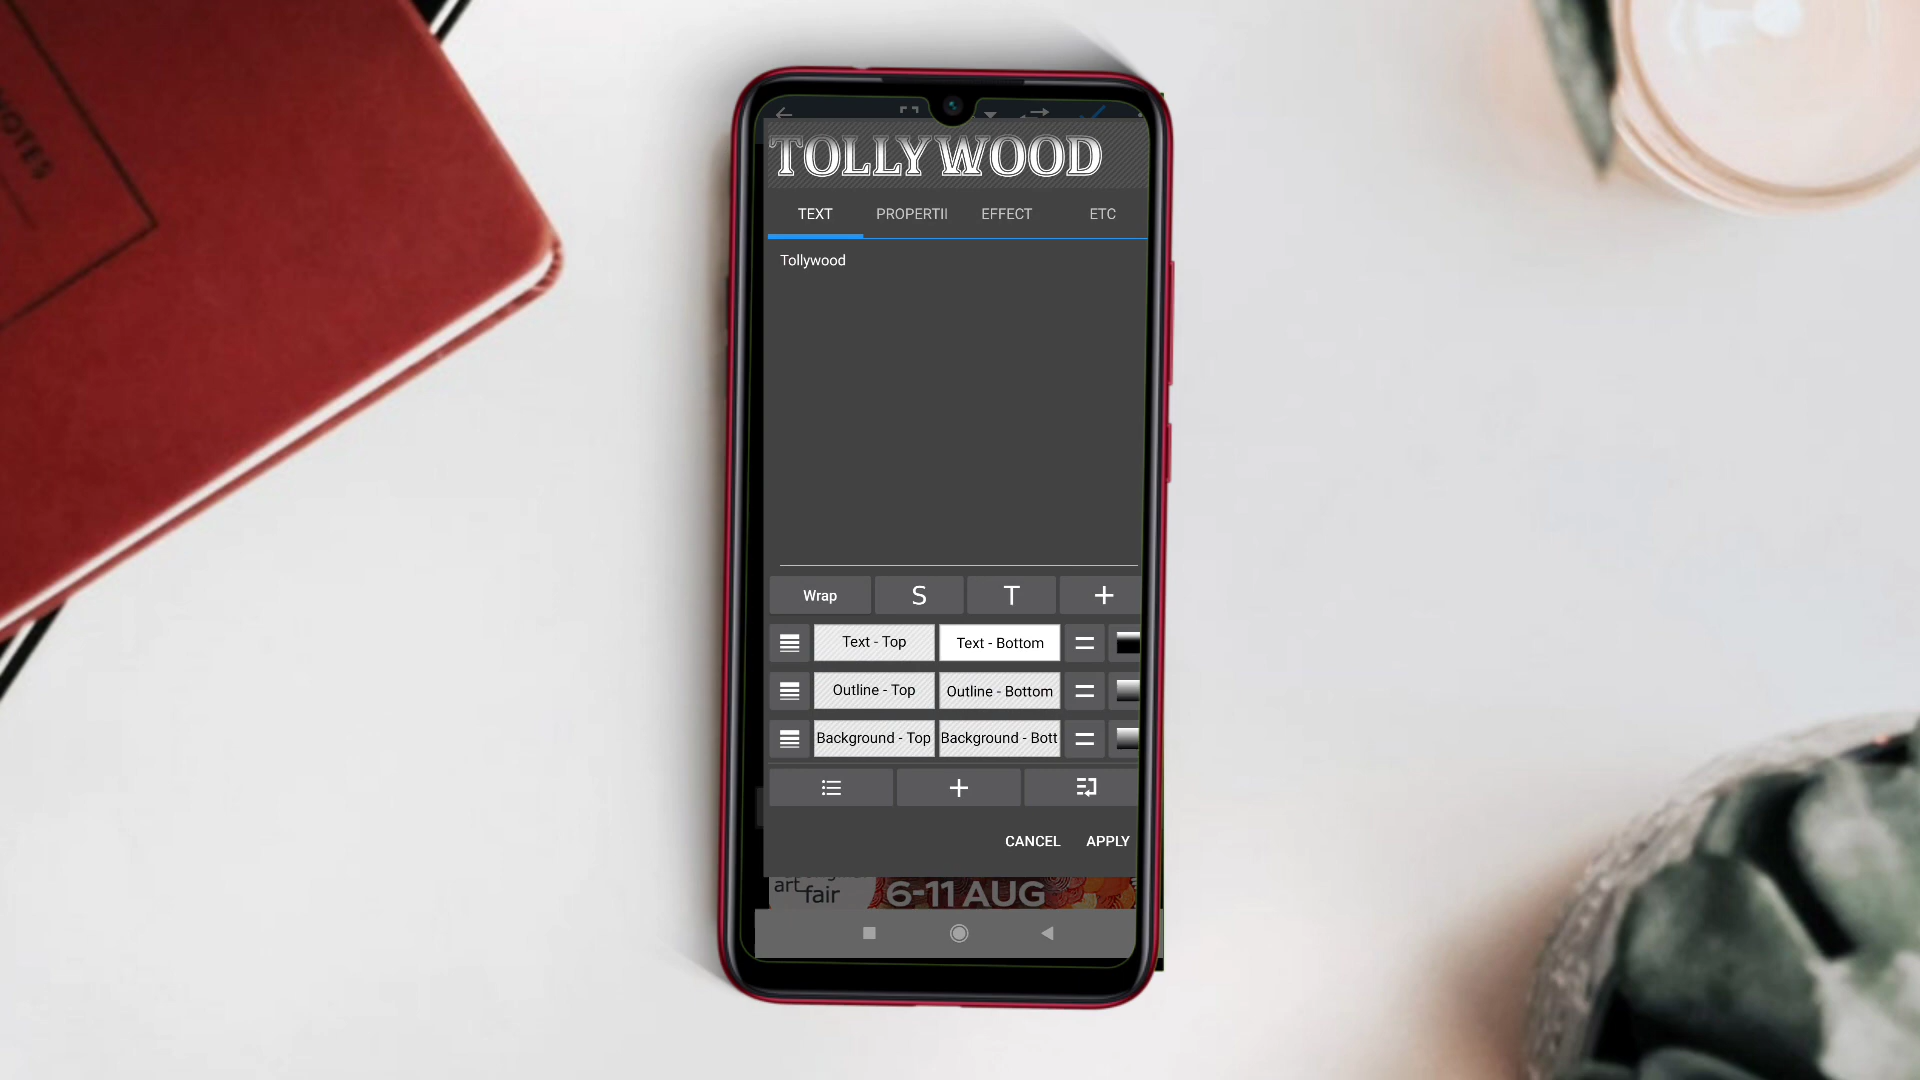 NOTES
TOLLYWOOD
TEXT PROPERTII EFFECT ETC
Tollywood
Wrap S T +
Text - Top Text - Bottom
Outline - Top Outline - Bottom
Background - Top Background - Bott
CANCEL APPLY
art
fair
6-11 AUG